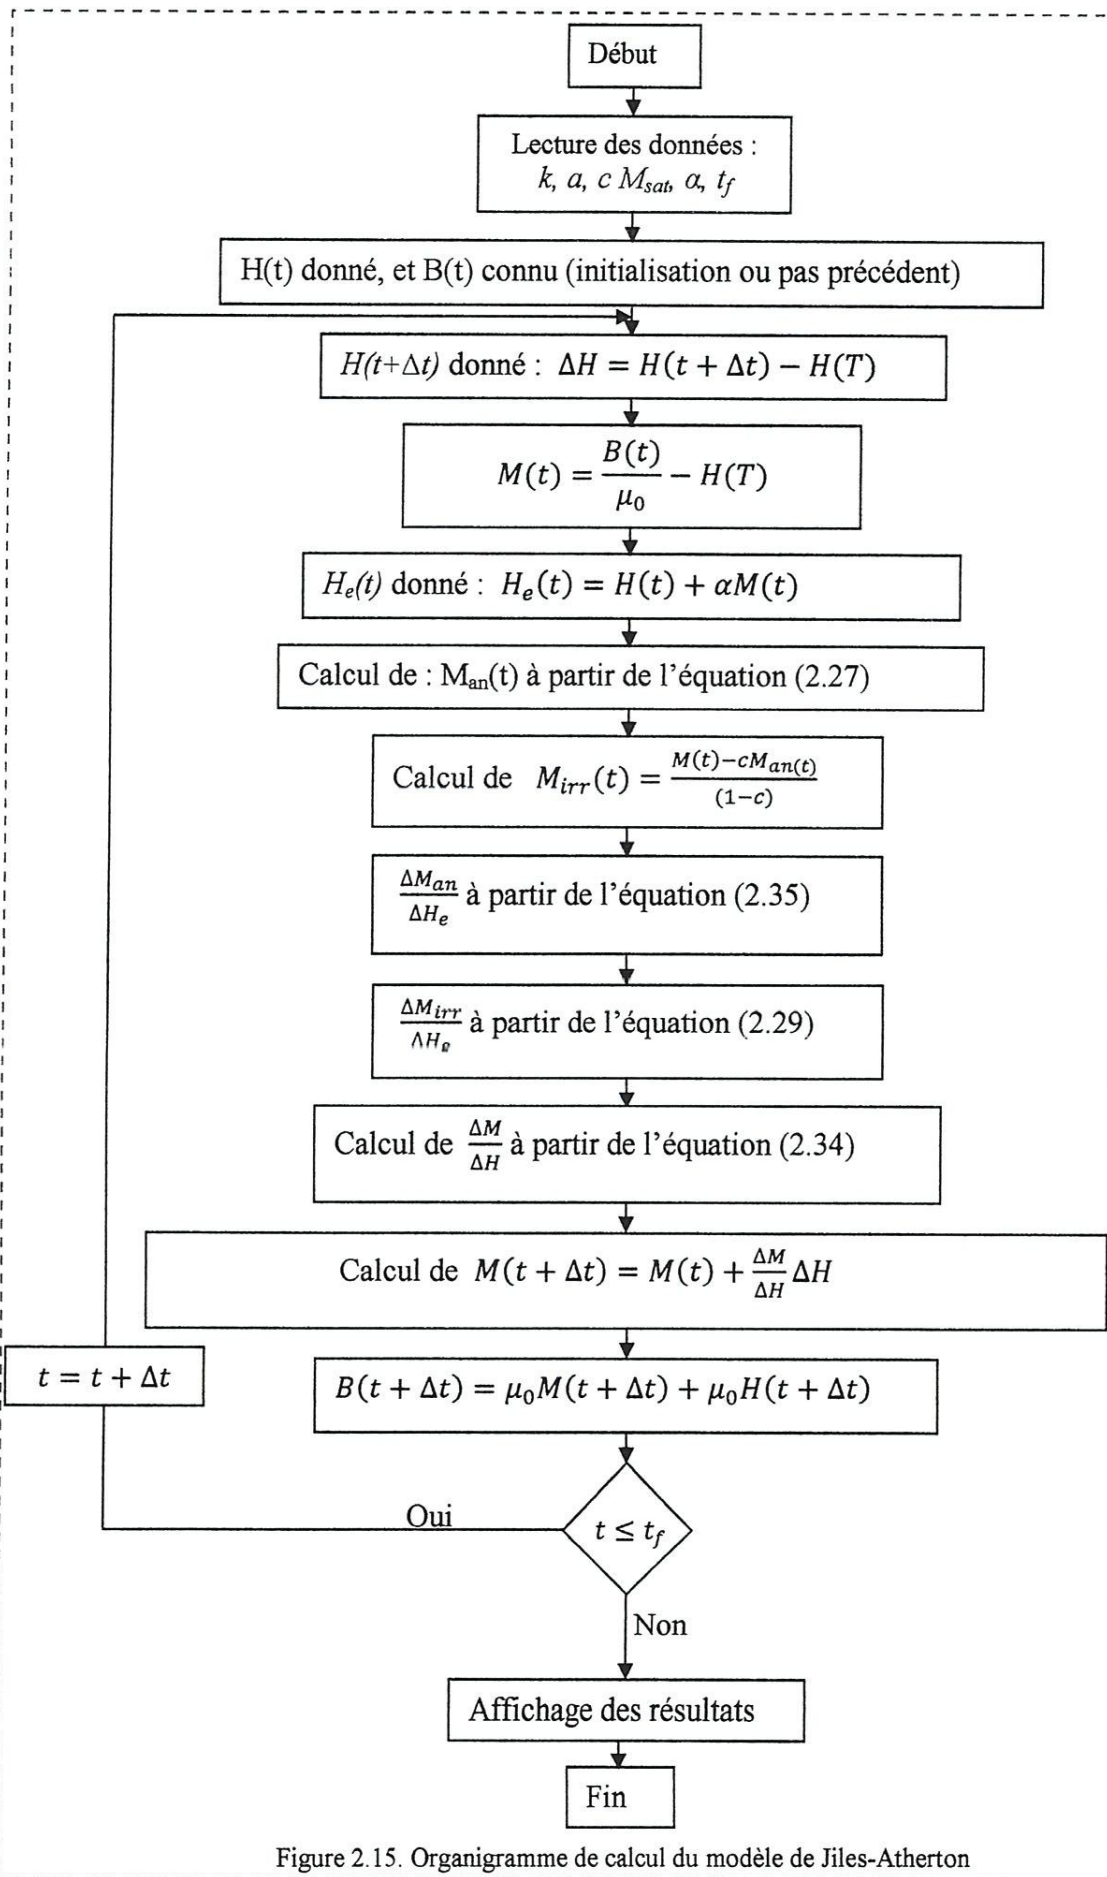 Début
Lecture des données :
k, a, c M_sat, α, t_f
H(t) donné, et B(t) connu (initialisation ou pas précédent)
H(t+Δt) donné : ΔH = H(t + Δt) − H(T)
M(t) = B(t)/μ₀ − H(T)
H_e(t) donné : H_e(t) = H(t) + αM(t)
Calcul de : M_an(t) à partir de l’équation (2.27)
Calcul de M_irr(t) = M(t)−cM_an(t)/(1−c)
ΔM_an/ΔH_e à partir de l’équation (2.35)
ΔM_irr/ΔH_e à partir de l’équation (2.29)
Calcul de ΔM/ΔH à partir de l’équation (2.34)
Calcul de M(t + Δt) = M(t) + ΔM/ΔH ΔH
t = t + Δt
B(t + Δt) = μ₀M(t + Δt) + μ₀H(t + Δt)
Oui
t ≤ t_f
Non
Affichage des résultats
Fin
Figure 2.15. Organigramme de calcul du modèle de Jiles-Atherton